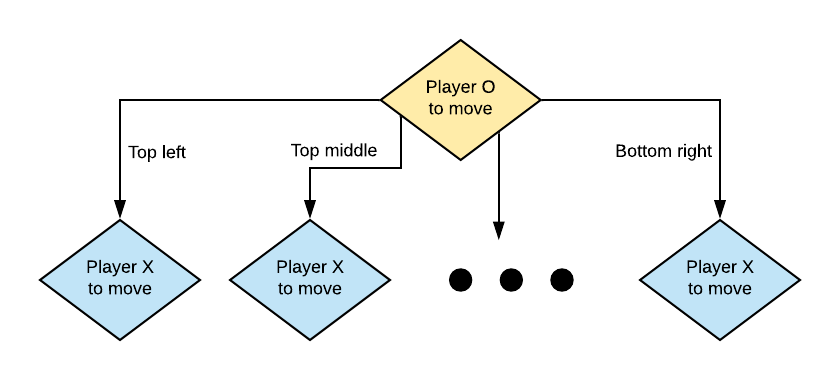 Player O
to move
Top left
Top middle
Bottom right
Player X
to move
Player X
to move
Player X
to move